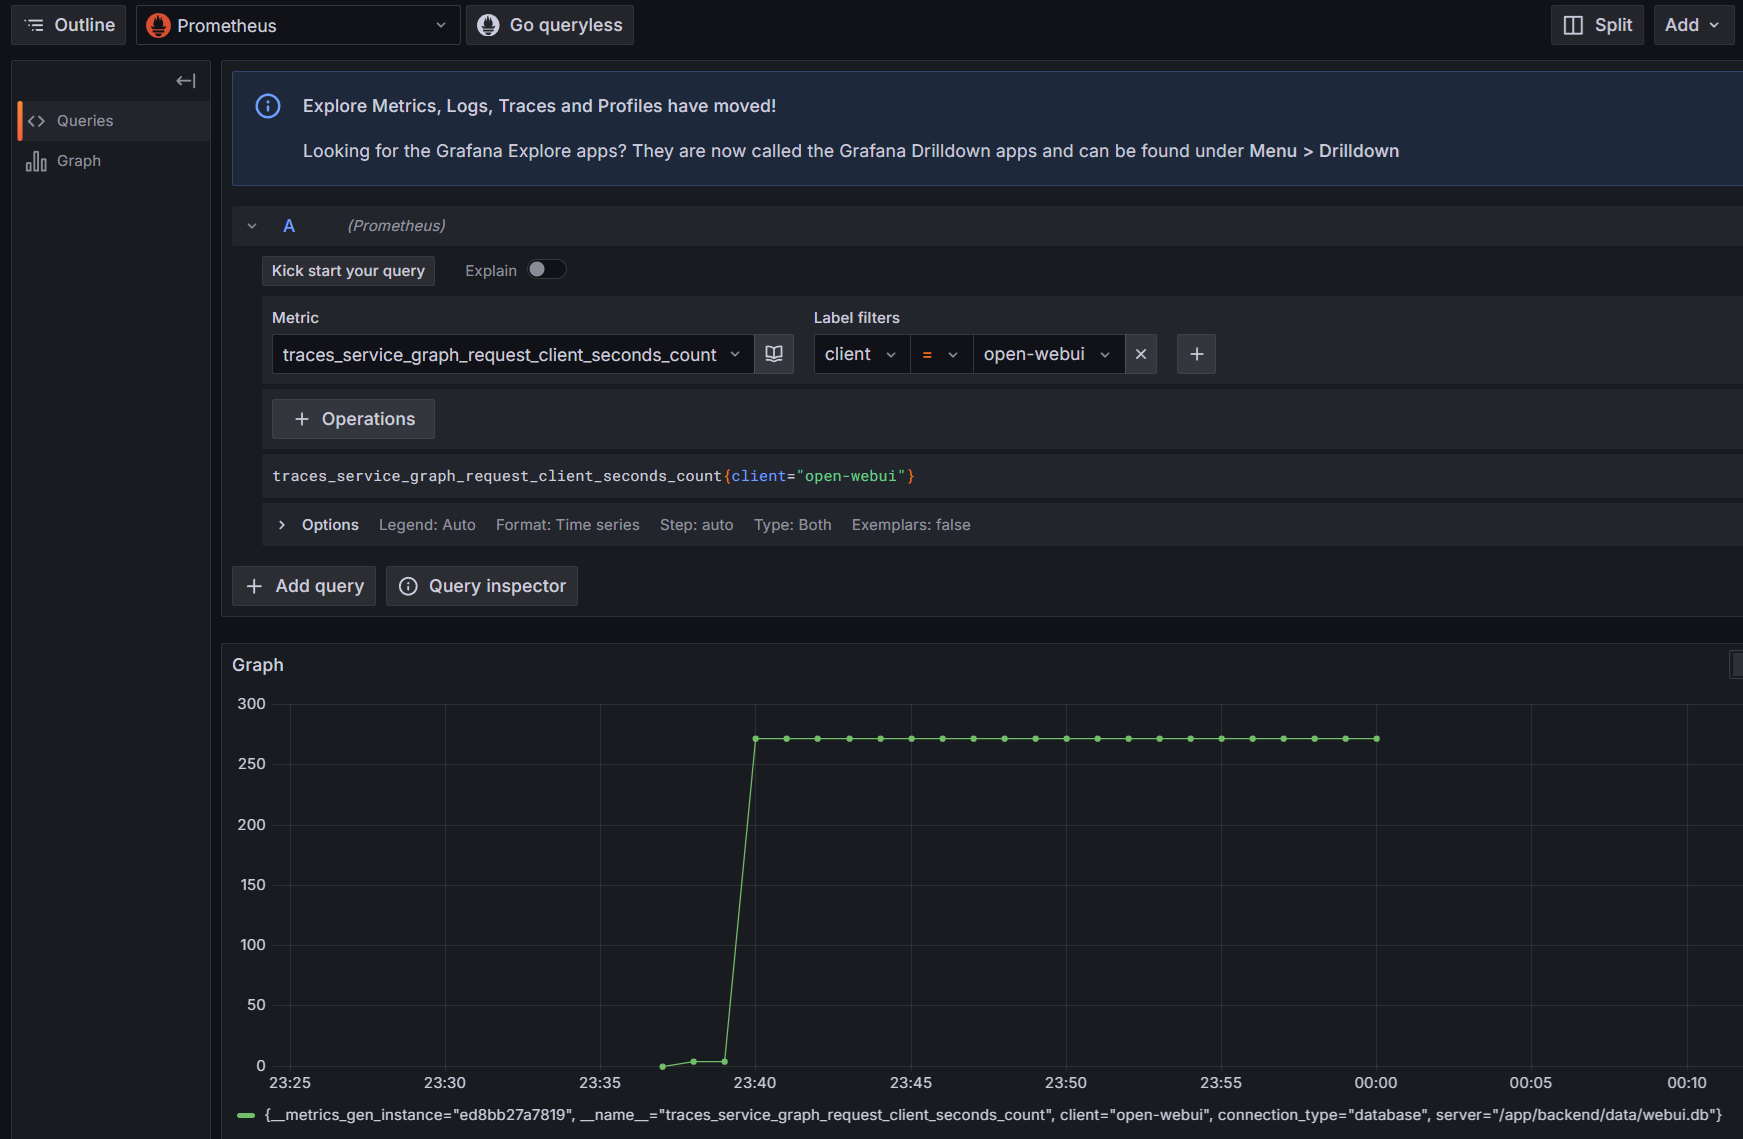 Outline Prometheus Go queryless Split Add
Queries
Graph
Explore Metrics, Logs, Traces and Profiles have moved!
Looking for the Grafana Explore apps? They are now called the Grafana Drilldown apps and can be found under Menu > Drilldown
A (Prometheus)
Kick start your query Explain
Metric Label filters
traces_service_graph_request_client_seconds_count client = open-webui
+ Operations
traces_service_graph_request_client_seconds_count{client="open-webui"}
Options Legend: Auto Format: Time series Step: auto Type: Both Exemplars: false
+ Add query Query inspector
Graph
300
250
200
150
100
50
0
23:25 23:30 23:35 23:40 23:45 23:50 23:55 00:00 00:05 00:10
{__metrics_gen_instance="ed8bb27a7819", __name__="traces_service_graph_request_client_seconds_count", client="open-webui", connection_type="database", server="/app/backend/data/webui.db"}